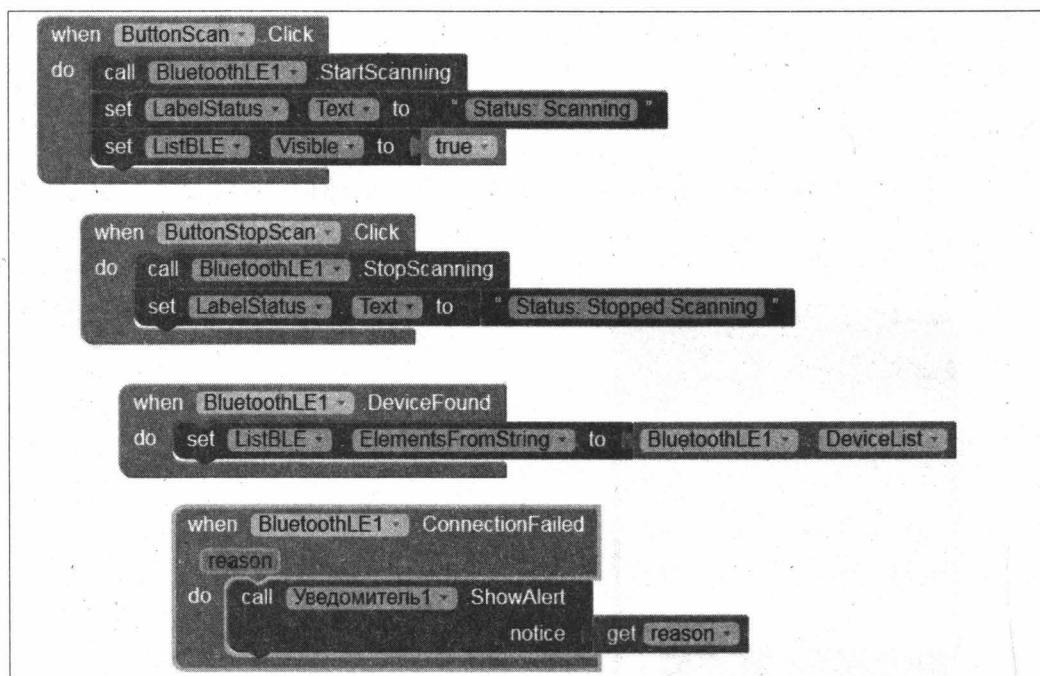 when ButtonScan .Click
do call BluetoothLE1 .StartScanning
set LabelStatus . Text to " Status: Scanning "
set ListBLE . Visible to true
when ButtonStopScan .Click
do call BluetoothLE1 .StopScanning
set LabelStatus . Text to " Status: Stopped Scanning "
when BluetoothLE1 .DeviceFound
do set ListBLE . ElementsFromString to BluetoothLE1 . DeviceList
when BluetoothLE1 .ConnectionFailed
reason
do call Уведомитель1 .ShowAlert
notice get reason